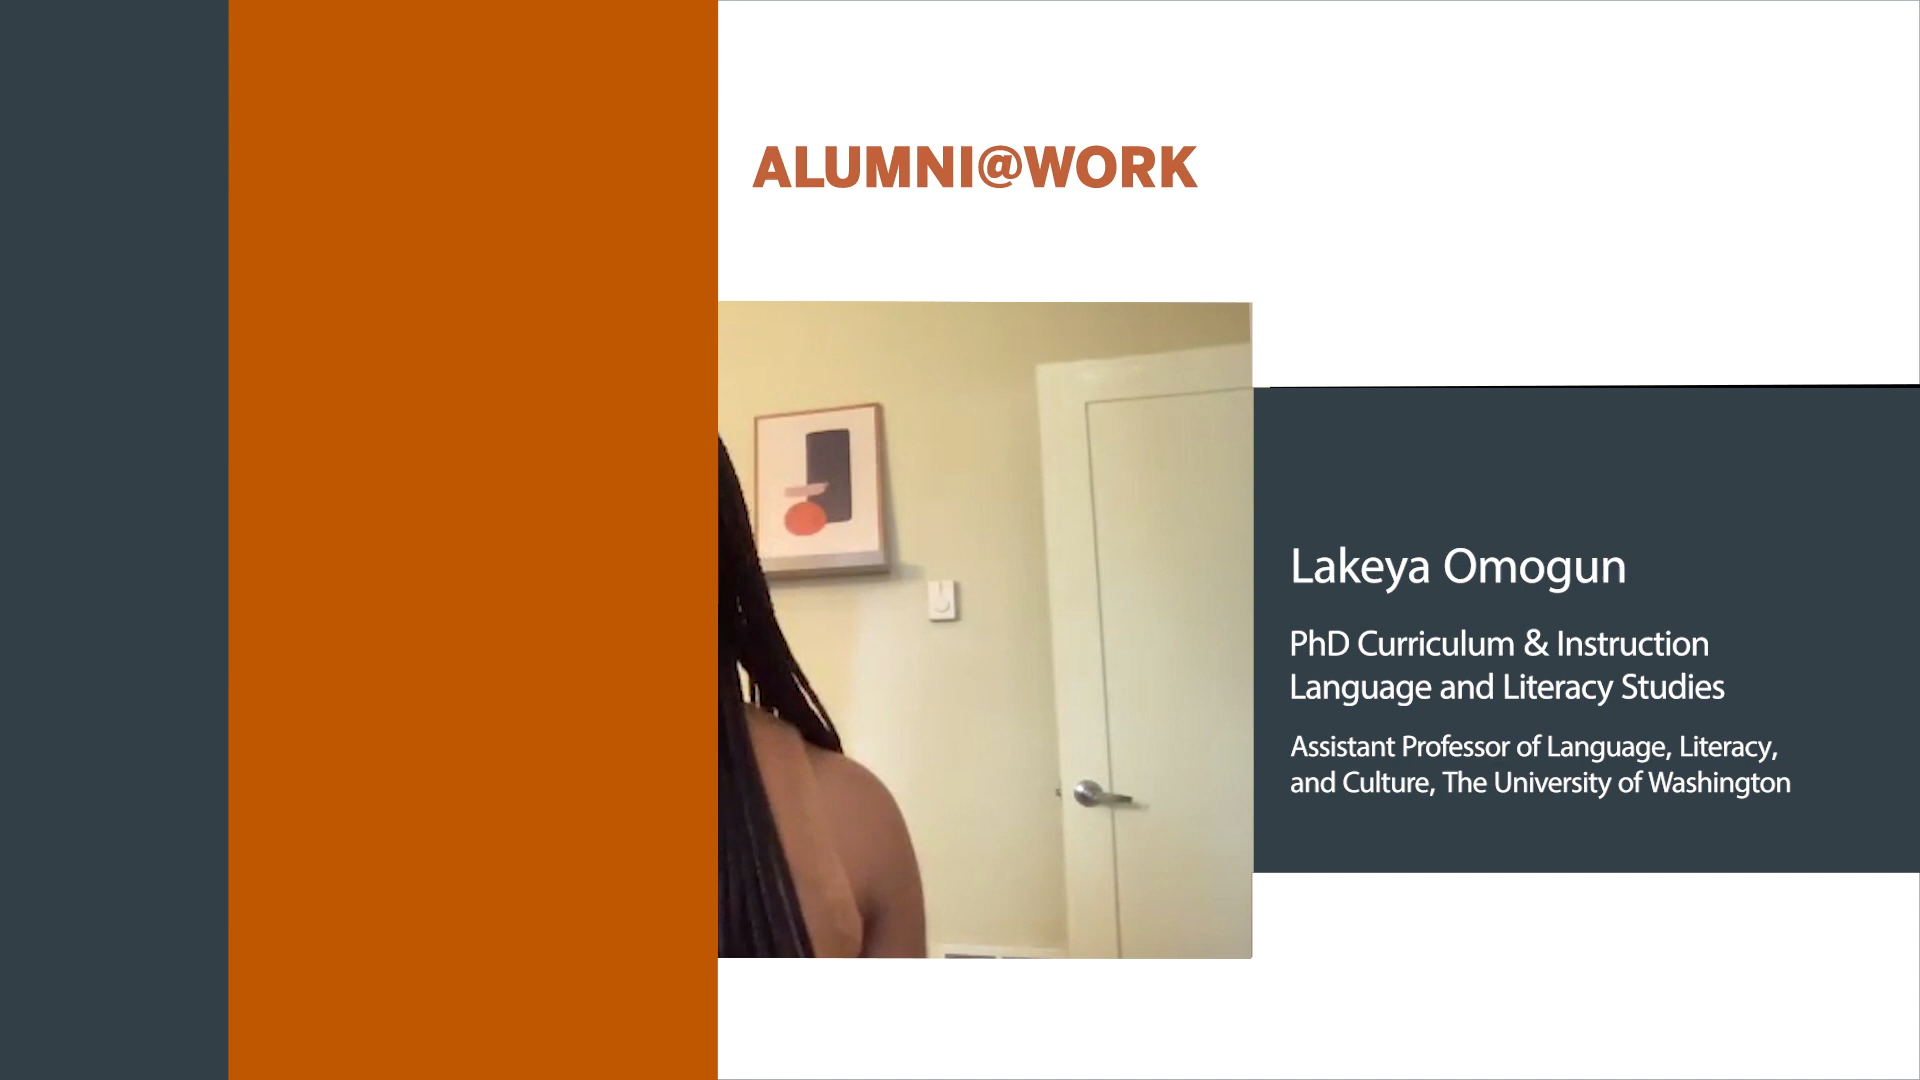 ALUMNI@WORK
Lakeya Omogun
PhD Curriculum & Instruction
Language and Literacy Studies
Assistant Professor of Language, Literacy,
and Culture, The University of Washington